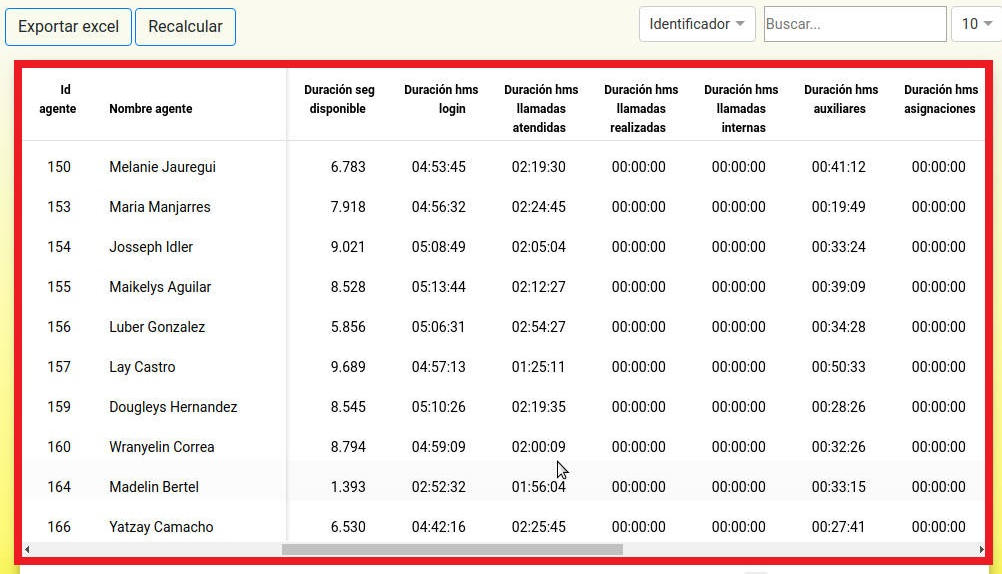 Exportar excel Recalcular Identificador Buscar... 10
Id Duración seg Duración hms Duración hms Duración hms Duración hms Duración hms Duración hms
agente Nombre agente disponible login llamadas llamadas llamadas auxiliares asignaciones
atendidas realizadas internas
150 Melanie Jauregui 6.783 04:53:45 02:19:30 00:00:00 00:00:00 00:41:12 00:00:00
153 Maria Manjarres 7.918 04:56:32 02:24:45 00:00:00 00:00:00 00:19:49 00:00:00
154 Josseph Idler 9.021 05:08:49 02:05:04 00:00:00 00:00:00 00:33:24 00:00:00
155 Maikelys Aguilar 8.528 05:13:44 02:12:27 00:00:00 00:00:00 00:39:09 00:00:00
156 Luber Gonzalez 5.856 05:06:31 02:54:27 00:00:00 00:00:00 00:34:28 00:00:00
157 Lay Castro 9.689 04:57:13 01:25:11 00:00:00 00:00:00 00:50:33 00:00:00
159 Dougleys Hernandez 8.545 05:10:26 02:19:35 00:00:00 00:00:00 00:28:26 00:00:00
160 Wranyelin Correa 8.794 04:59:09 02:00:09 00:00:00 00:00:00 00:32:26 00:00:00
164 Madelin Bertel 1.393 02:52:32 01:56:04 00:00:00 00:00:00 00:33:15 00:00:00
166 Yatzay Camacho 6.530 04:42:16 02:25:45 00:00:00 00:00:00 00:27:41 00:00:00